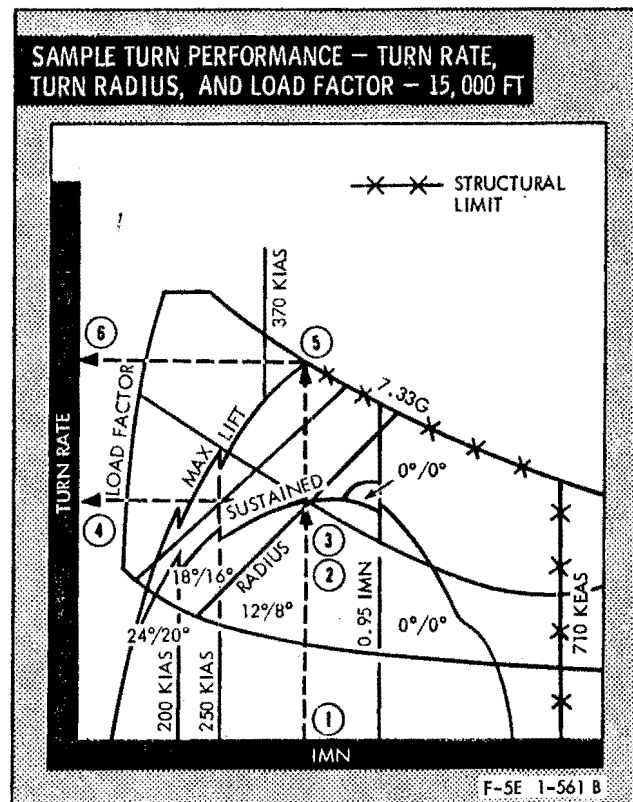 SAMPLE TURN PERFORMANCE – TURN RATE,
TURN RADIUS, AND LOAD FACTOR – 15,000 FT
STRUCTURAL
LIMIT
370 KIAS
6
5
7.33G
LOAD FACTOR
MAX LIFT
TURN RATE
SUSTAINED
0°/0°
4
3
2
18°/16°
RADIUS
12°/8°
0.95 IMN
0°/0°
24°/20°
710 KEAS
200 KIAS
250 KIAS
1
IMN
F-5E 1-561 B